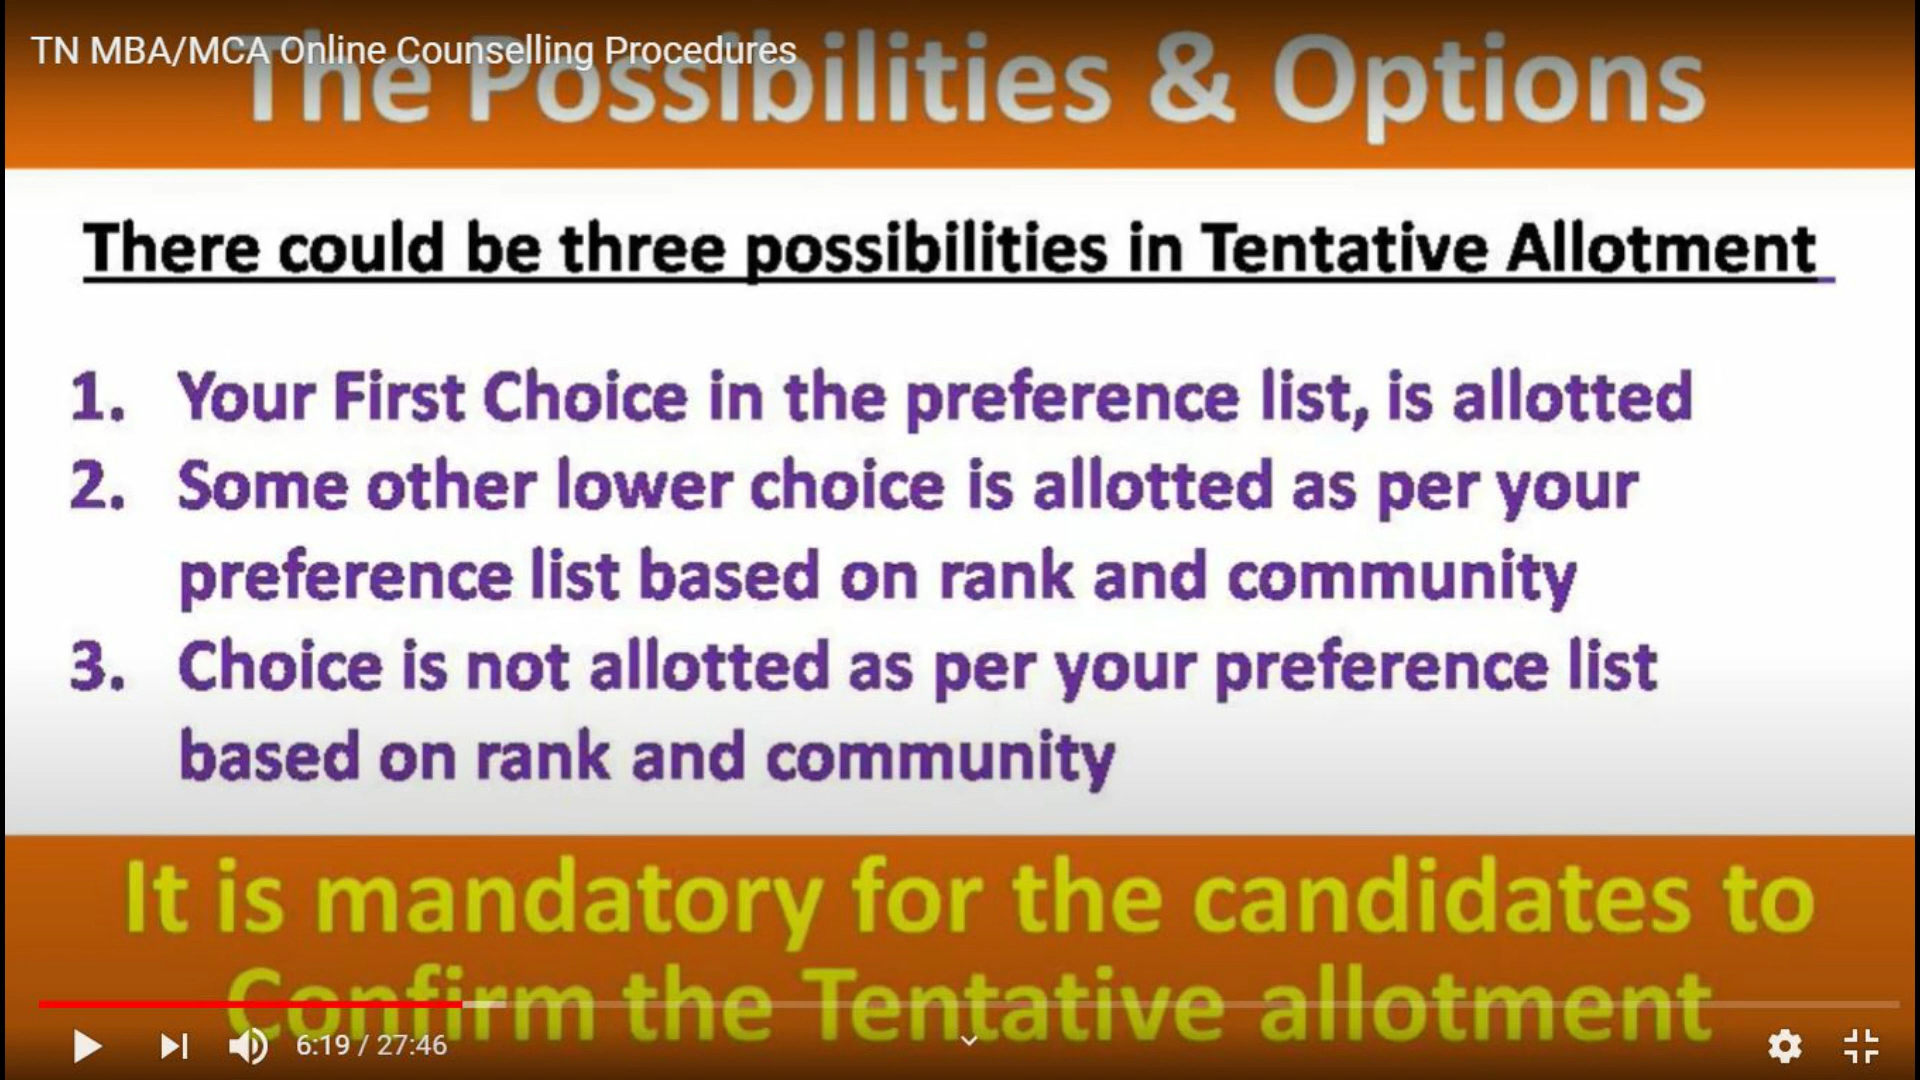 TN MBA/MCA Online Counselling Procedures
The Possibilities & Options
There could be three possibilities in Tentative Allotment
1. Your First Choice in the preference list, is allotted
2. Some other lower choice is allotted as per your
preference list based on rank and community
3. Choice is not allotted as per your preference list
based on rank and community
It is mandatory for the candidates to
Confirm the Tentative allotment
6:19 / 27:46